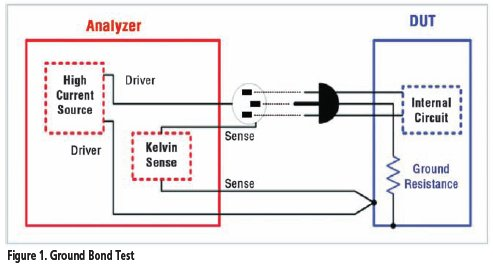 Analyzer
DUT
High
Current
Source
Driver
Driver
Kelvin
Sense
Sense
Sense
Internal
Circuit
Ground
Resistance
Figure 1. Ground Bond Test